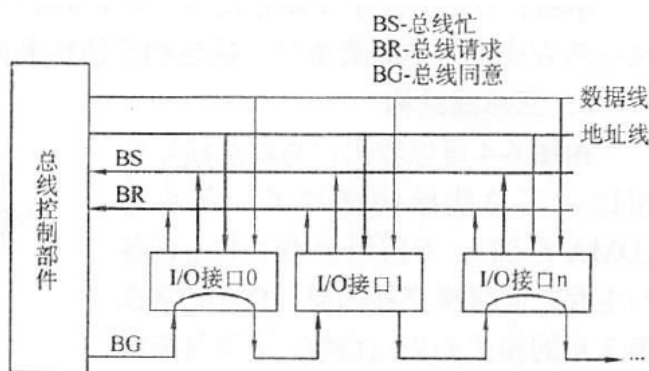 BS-总线忙
BR-总线请求
BG-总线同意
数据线
地址线
总线控制部件
BS
BR
I/O接口0
I/O接口1
I/O接口n
BG
...